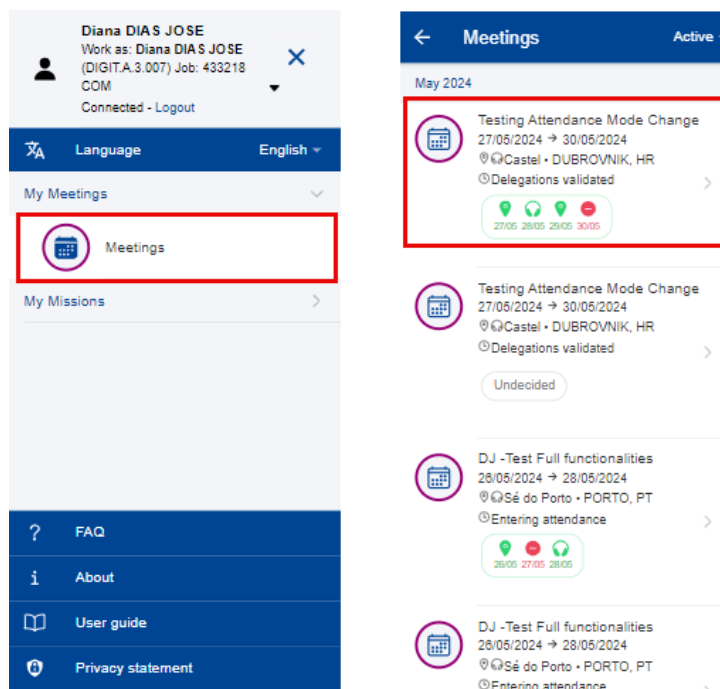 Diana DIAS JOSE
Work as: Diana DIAS JOSE
(DIGIT.A.3.007) Job: 433218
COM
Connected - Logout
Language English
My Meetings
Meetings
My Missions
? FAQ
i About
User guide
Privacy statement
Meetings Active
May 2024
Testing Attendance Mode Change
27/05/2024 → 30/05/2024
Castel • DUBROVNIK, HR
Delegations validated
27/05 28/05 29/05 30/05
Testing Attendance Mode Change
27/05/2024 → 30/05/2024
Castel • DUBROVNIK, HR
Delegations validated
Undecided
DJ -Test Full functionalities
26/05/2024 → 28/05/2024
Sé do Porto • PORTO, PT
Entering attendance
26/05 27/05 28/05
DJ -Test Full functionalities
26/05/2024 → 28/05/2024
Sé do Porto • PORTO, PT
Entering attendance